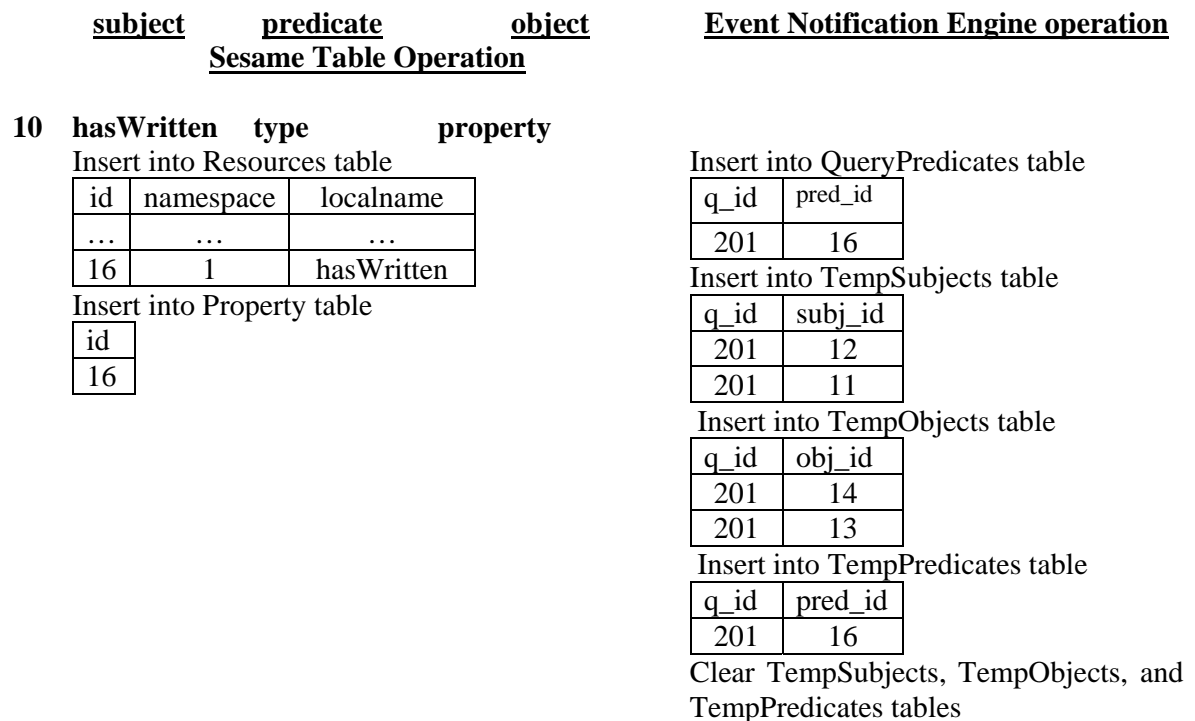 subject predicate object
Sesame Table Operation
Event Notification Engine operation
10 hasWritten type property
Insert into Resources table
id namespace localname
… … …
16 1 hasWritten
Insert into Property table
id
16
Insert into QueryPredicates table
q_id pred_id
201 16
Insert into TempSubjects table
q_id subj_id
201 12
201 11
Insert into TempObjects table
q_id obj_id
201 14
201 13
Insert into TempPredicates table
q_id pred_id
201 16
Clear TempSubjects, TempObjects, and
TempPredicates tables